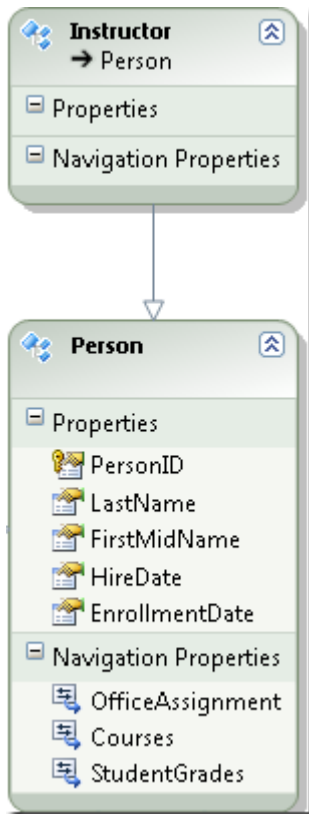 Instructor
→ Person
Properties
Navigation Properties
Person
Properties
PersonID
LastName
FirstMidName
HireDate
EnrollmentDate
Navigation Properties
OfficeAssignment
Courses
StudentGrades